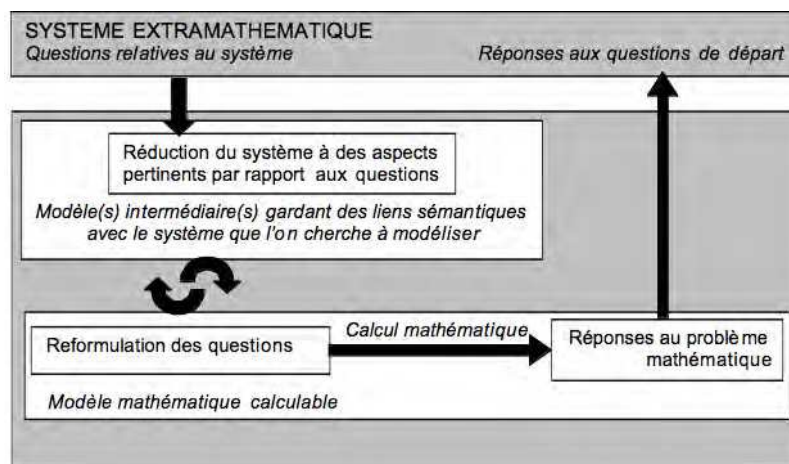 SYSTEME EXTRAMATHEMATIQUE
Questions relatives au système
Réponses aux questions de départ
Réduction du système à des aspects
pertinents par rapport aux questions
Modèle(s) intermédiaire(s) gardant des liens sémantiques
avec le système que l'on cherche à modéliser
Reformulation des questions
Calcul mathématique
Réponses au problème
mathématique
Modèle mathématique calculable